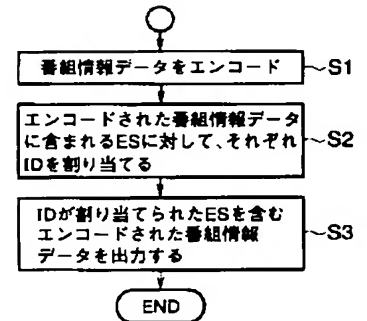 番組情報データをエンコード
S1
エンコードされた番組情報データ
に含まれるESに対して、それぞれ
IDを割り当てる
S2
IDが割り当てられたESを含む
エンコードされた番組情報
データを出力する
S3
END